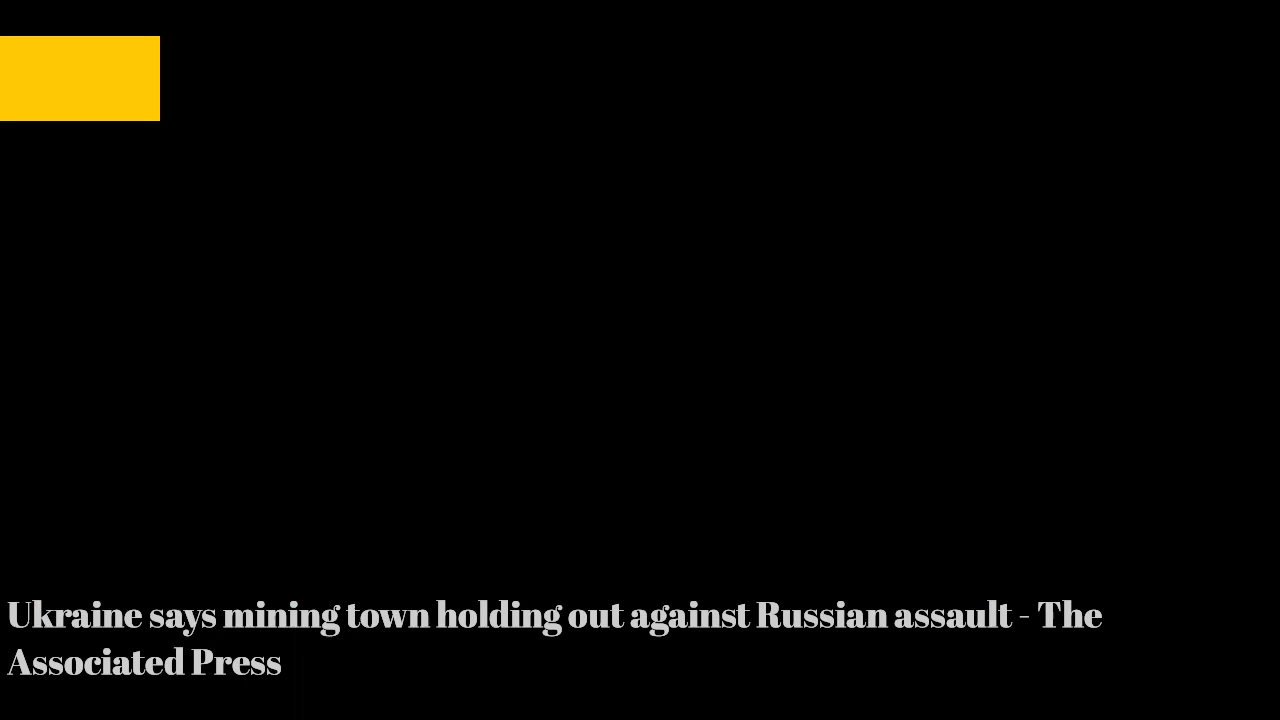 Ukraine says mining town holding out against Russian assault - The
Associated Press